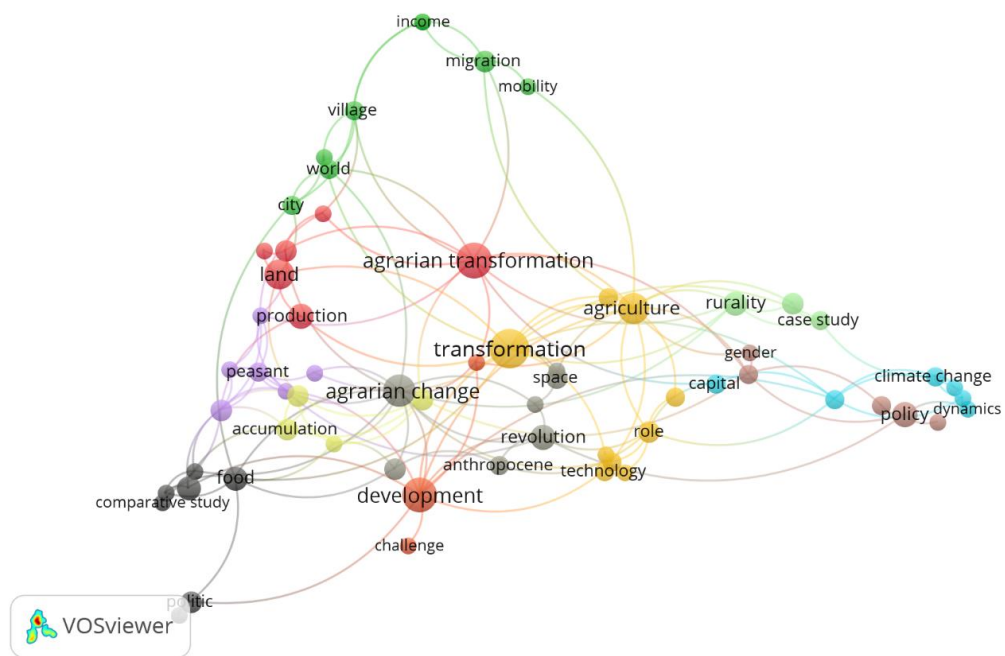 income
migration
mobility
village
world
city
agrarian transformation
land
agriculture
rurality
production
case study
transformation
gender
peasant
space
capital
climate change
agrarian change
dynamics
policy
accumulation
revolution
role
anthropocene
technology
food
comparative study
development
challenge
politic
VOSviewer